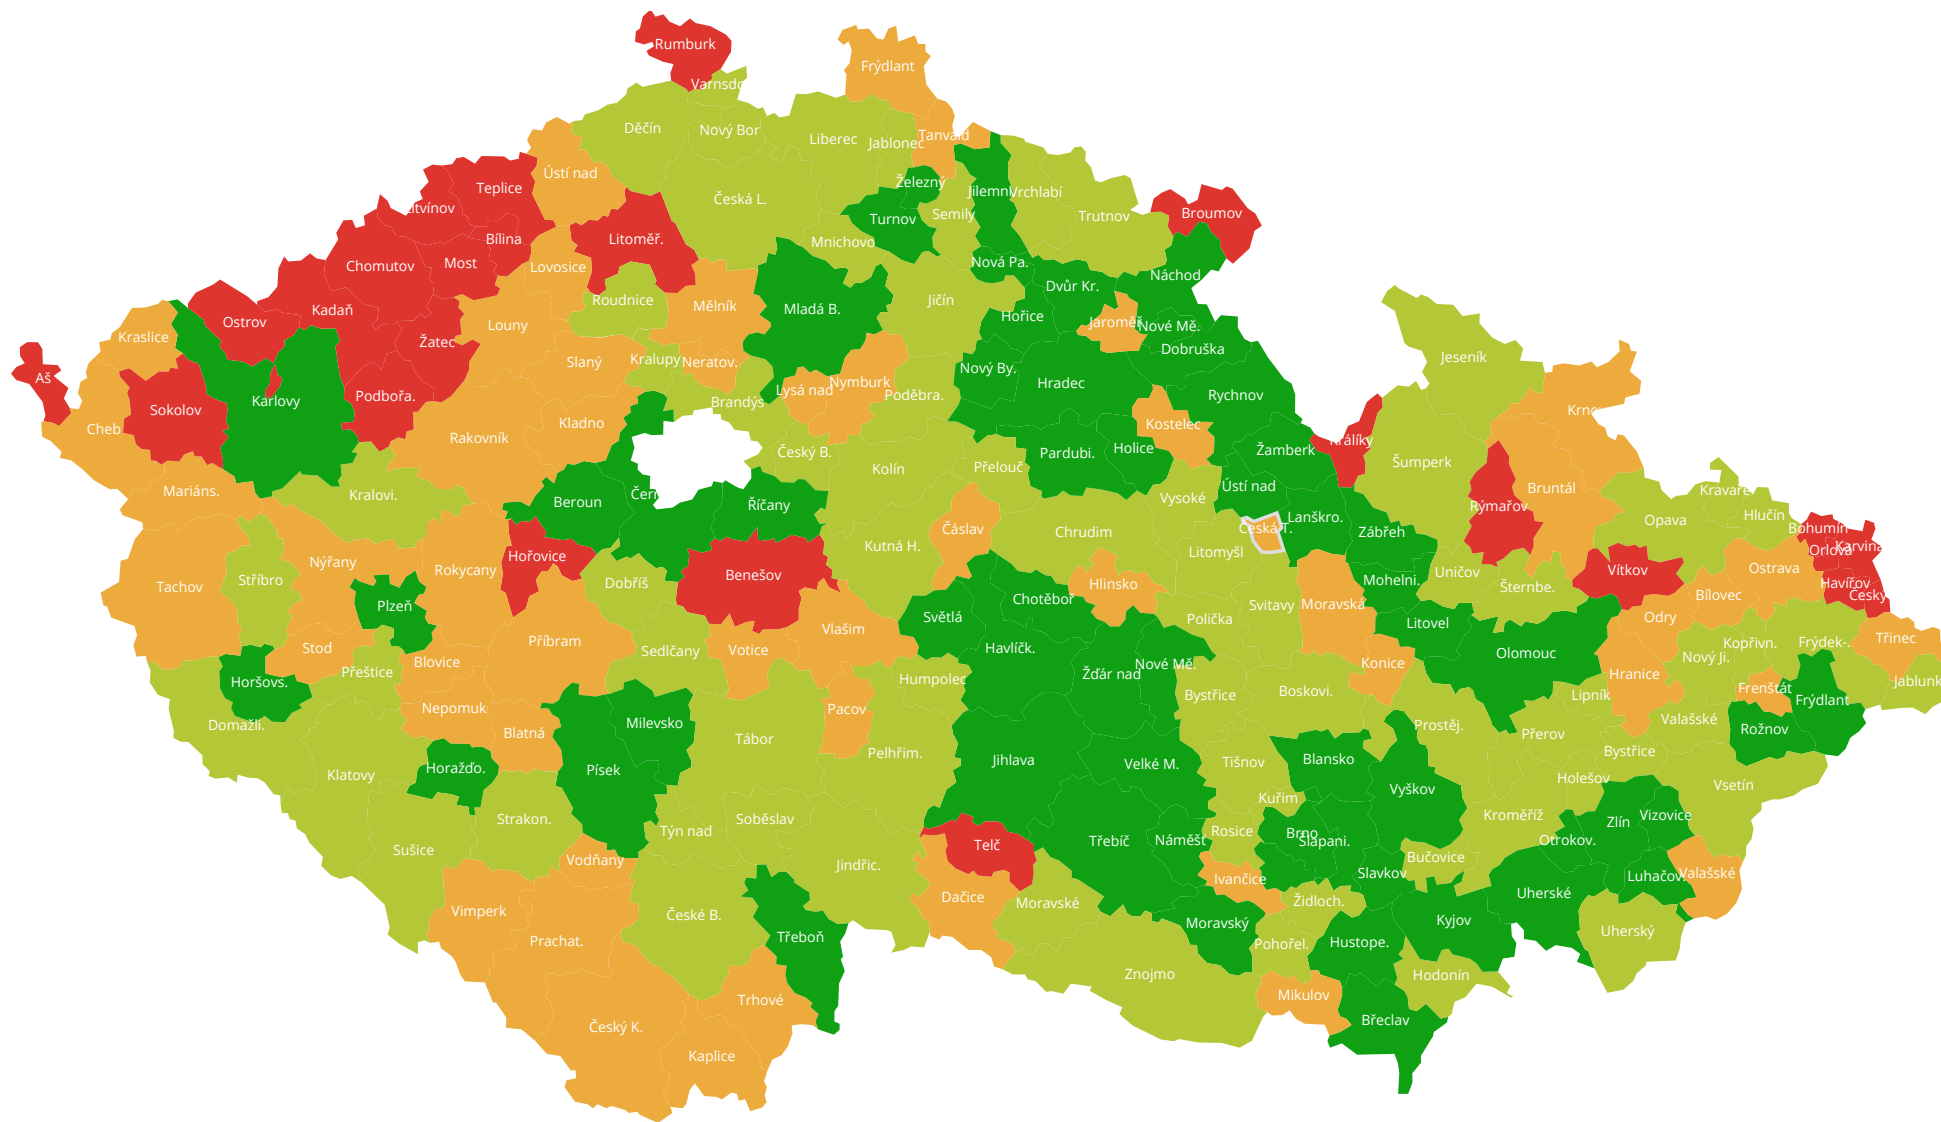 Rumburk
Frýdlant
Varnsdo
Děčín
Nový Bor
Liberec
Jablonec
Tanvald
Ústí nad
Teplice
Železný
Jilemni
Vrchlabí
Česká L.
Litvínov
Turnov
Semily
Trutnov
Broumov
Bílina
Litoměř.
Mnichovo
Chomutov
Most
Lovosice
Nová Pa.
Náchod
Dvůr Kr.
Roudnice
Mělník
Mladá B.
Jičín
Kadaň
Ostrov
Louny
Hořice
Jaroměř
Nové Mě.
Kraslice
Žatec
Dobruška
Jeseník
Slaný
Kralupy
Neratov.
Nový By.
Aš
Hradec
Nymburk
Lysá nad
Poděbra.
Rychnov
Podbořa.
Karlovy
Brandýs
Sokolov
Krnov
Kladno
Kostelec
Cheb
Rakovník
Králíky
Český B.
Pardubi.
Holice
Žamberk
Kolín
Přelouč
Šumperk
Mariáns.
Kralovi.
Beroun
Čern
Říčany
Vysoké
Ústí nad
Bruntál
Kravaře
Rýmařov
Hlučín
Lanškro.
Opava
Čáslav
Chrudim
Česká T.
Zábřeh
Bohumín
Kutná H.
Karviná
Orlová
Hořovice
Litomyšl
Nýřany
Rokycany
Benešov
Stříbro
Tachov
Dobříš
Hlinsko
Mohelni.
Uničov
Šternbe.
Vítkov
Ostrava
Havířov
Český
Bílovec
Plzeň
Chotěboř
Svitavy
Moravská
Světlá
Polička
Litovel
Odry
Vlašim
Příbram
Třinec
Stod
Sedlčany
Votice
Havlíčk.
Kopřivn.
Frýdek-.
Olomouc
Nový Ji.
Blovice
Přeštice
Žďár nad
Nové Mě.
Konice
Hranice
Horšovs.
Humpolec
Jablunk
Bystřice
Boskovi.
Lipník
Frenštát
Frýdlant
Nepomuk
Pacov
Milevsko
Domažli.
Blatná
Prostěj.
Valašské
Rožnov
Tábor
Přerov
Pelhřim.
Bystřice
Jihlava
Velké M.
Tišnov
Blansko
Horažďo.
Písek
Klatovy
Holešov
Vsetín
Vyškov
Kuřim
Strakon.
Soběslav
Kroměříž
Zlín
Vizovice
Týn nad
Rosice
Brno
Šlapani.
Telč
Třebíč
Náměšť
Otrokov.
Sušice
Vodňany
Bučovice
Jindřic.
Slavkov
Ivančice
Luhačov.
Valašské
Uherské
Dačice
Moravské
Židloch.
Vimperk
České B.
Moravský
Kyjov
Třeboň
Uherský
Prachat.
Pohořel.
Hustope.
Znojmo
Hodonín
Trhové
Mikulov
Český K.
Břeclav
Kaplice